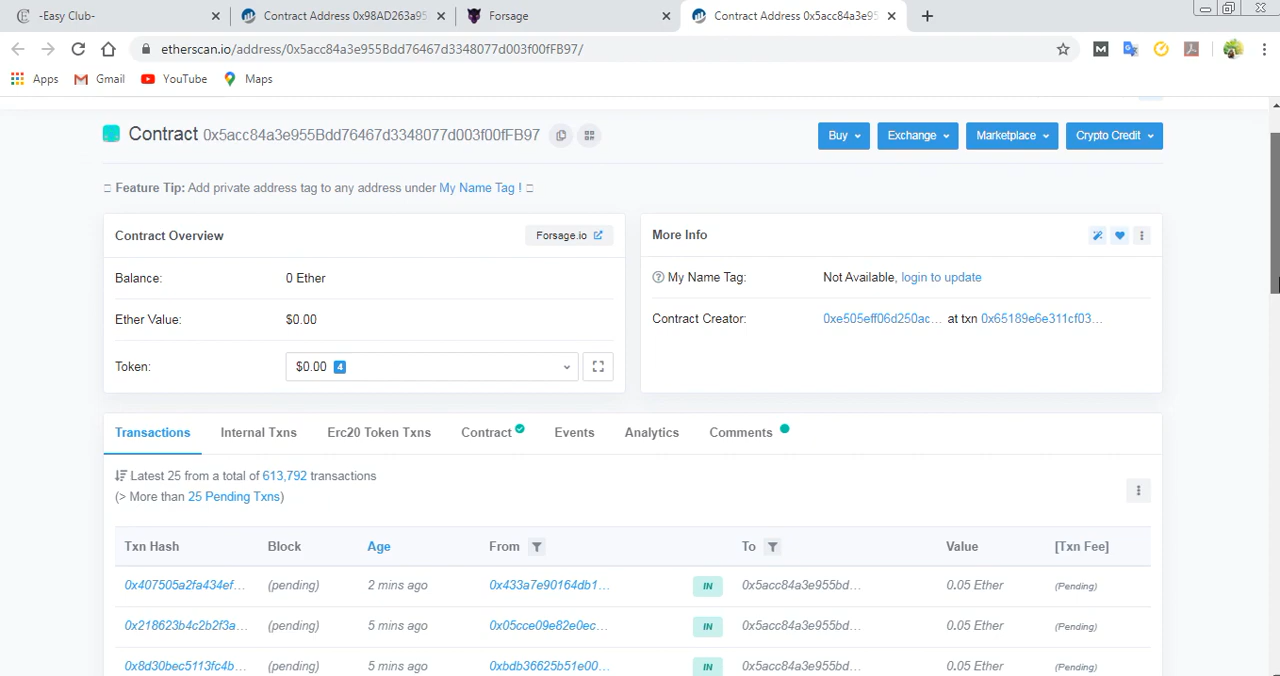 -Easy Club-
Contract Address 0x98AD263a95
Forsage
Contract Address 0x5acc84a3e95
etherscan.io/address/0x5acc84a3e955Bdd76467d3348077d003f00fFB97/
Apps Gmail YouTube Maps
Contract 0x5acc84a3e955Bdd76467d3348077d003f00fFB97
Buy Exchange Marketplace Crypto Credit
Feature Tip: Add private address tag to any address under My Name Tag !
Contract Overview
Forsage.io
Balance: 0 Ether
Ether Value: $0.00
Token: $0.00 4
More Info
My Name Tag: Not Available, login to update
Contract Creator: 0xe505eff06d250ac... at txn 0x65189e6e311cf03...
Transactions Internal Txns Erc20 Token Txns Contract Events Analytics Comments
Latest 25 from a total of 613,792 transactions
(> More than 25 Pending Txns)
Txn Hash Block Age From To Value [Txn Fee]
0x407505a2fa434ef... (pending) 2 mins ago 0x433a7e90164db1... IN 0x5acc84a3e955bd... 0.05 Ether (Pending)
0x218623b4c2b2f3a... (pending) 5 mins ago 0x05cce09e82e0ec... IN 0x5acc84a3e955bd... 0.05 Ether (Pending)
0x8d30bec5113fc4b... (pending) 5 mins ago 0xbdb36625b51e00... IN 0x5acc84a3e955bd... 0.05 Ether (Pending)